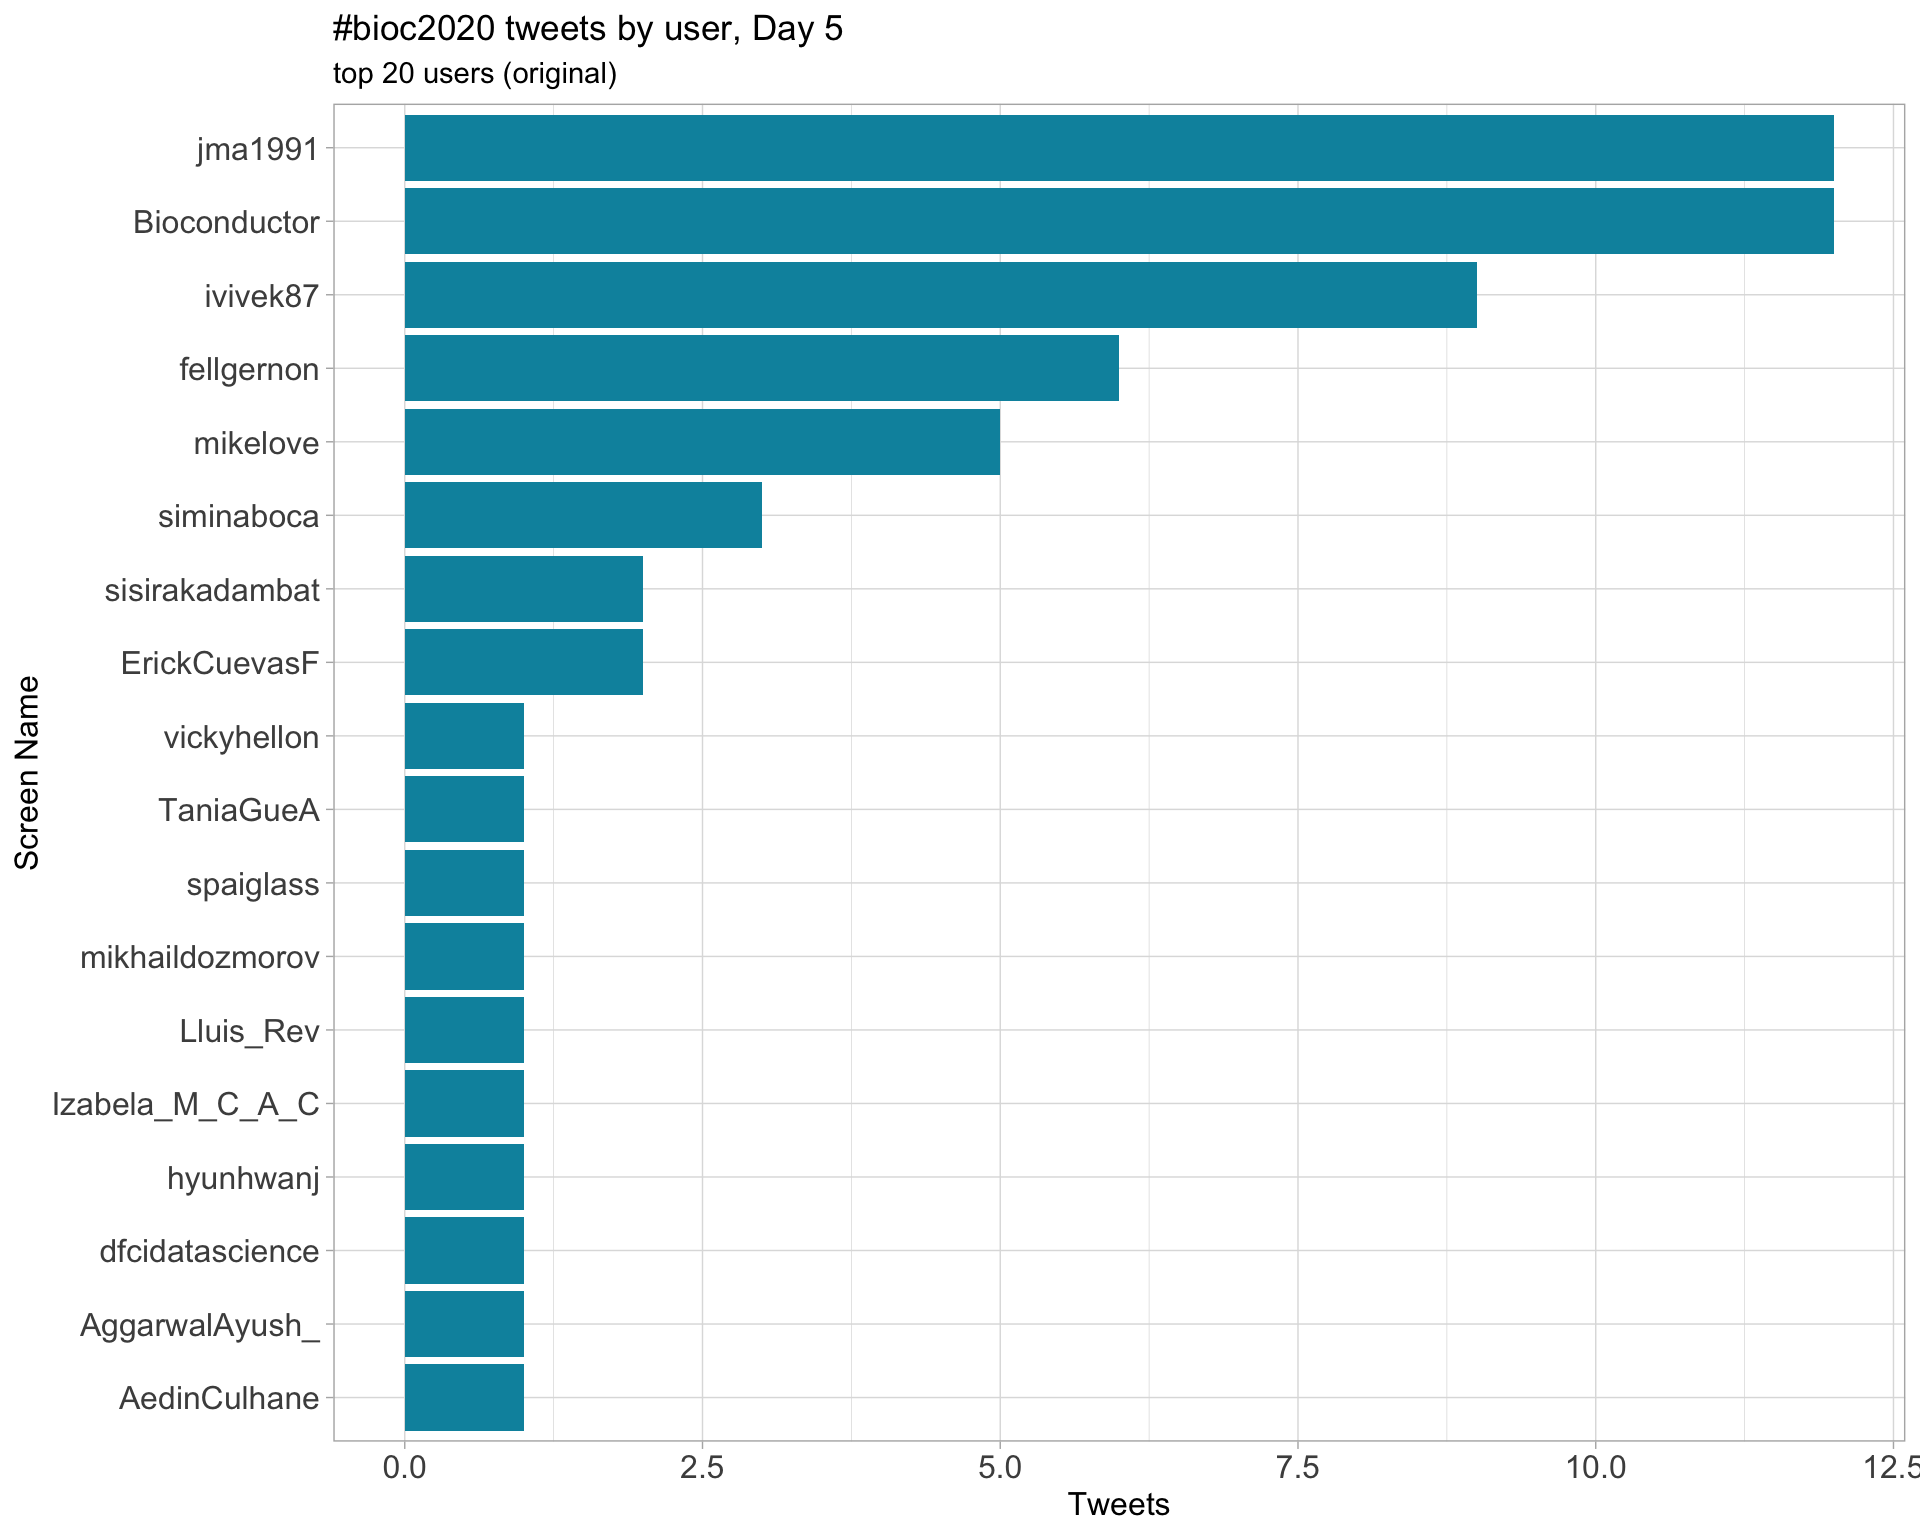 #bioc2020 tweets by user, Day 5
top 20 users (original)
jma1991
Bioconductor
ivivek87
fellgernon
mikelove
siminaboca
sisirakadambat
ErickCuevasF
vickyhellon
TaniaGueA
spaiglass
mikhaildozmorov
Lluis_Rev
Izabela_M_C_A_C
hyunhwanj
dfcidatascience
AggarwalAyush_
AedinCulhane
Screen Name
0.0 2.5 5.0 7.5 10.0 12.5
Tweets